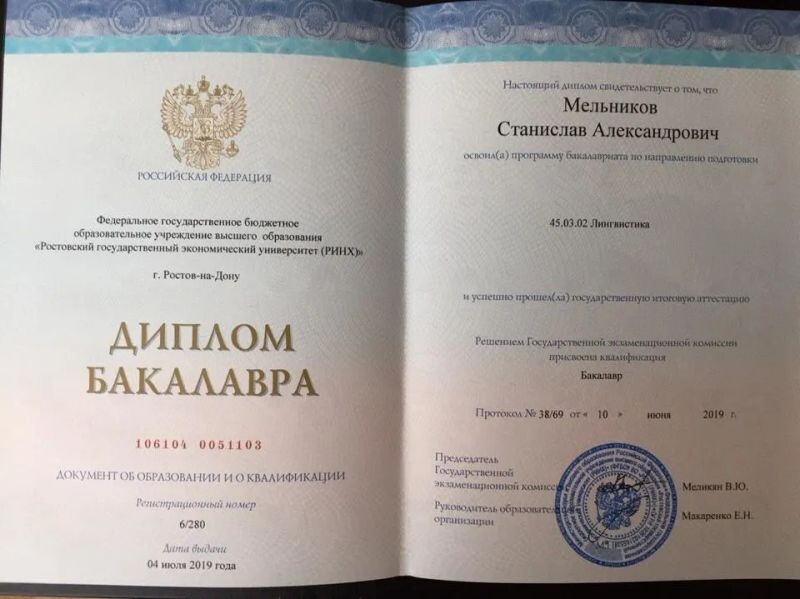 РОССИЙСКАЯ ФЕДЕРАЦИЯ
Федеральное государственное бюджетное
образовательное учреждение высшего образования
«Ростовский государственный экономический университет (РИНХ)»
г. Ростов-на-Дону
ДИПЛОМ
БАКАЛАВРА
106104 0051103
ДОКУМЕНТ ОБ ОБРАЗОВАНИИ И О КВАЛИФИКАЦИИ
Регистрационный номер
6/280
Дата выдачи
04 июля 2019 года
Настоящий диплом свидетельствует о том, что
Мельников
Станислав Александрович
освоил(а) программу бакалавриата по направлению подготовки
45.03.02 Лингвистика
и успешно прошел(ла) государственную итоговую аттестацию
Решением Государственной экзаменационной комиссии
присвоена квалификация
Бакалавр
Протокол № 38/69 от « 10 » июня 2019 г.
Председатель
Государственной
экзаменационной комиссии Меликян В.Ю.
Руководитель образовательной
организации Макаренко Е.Н.